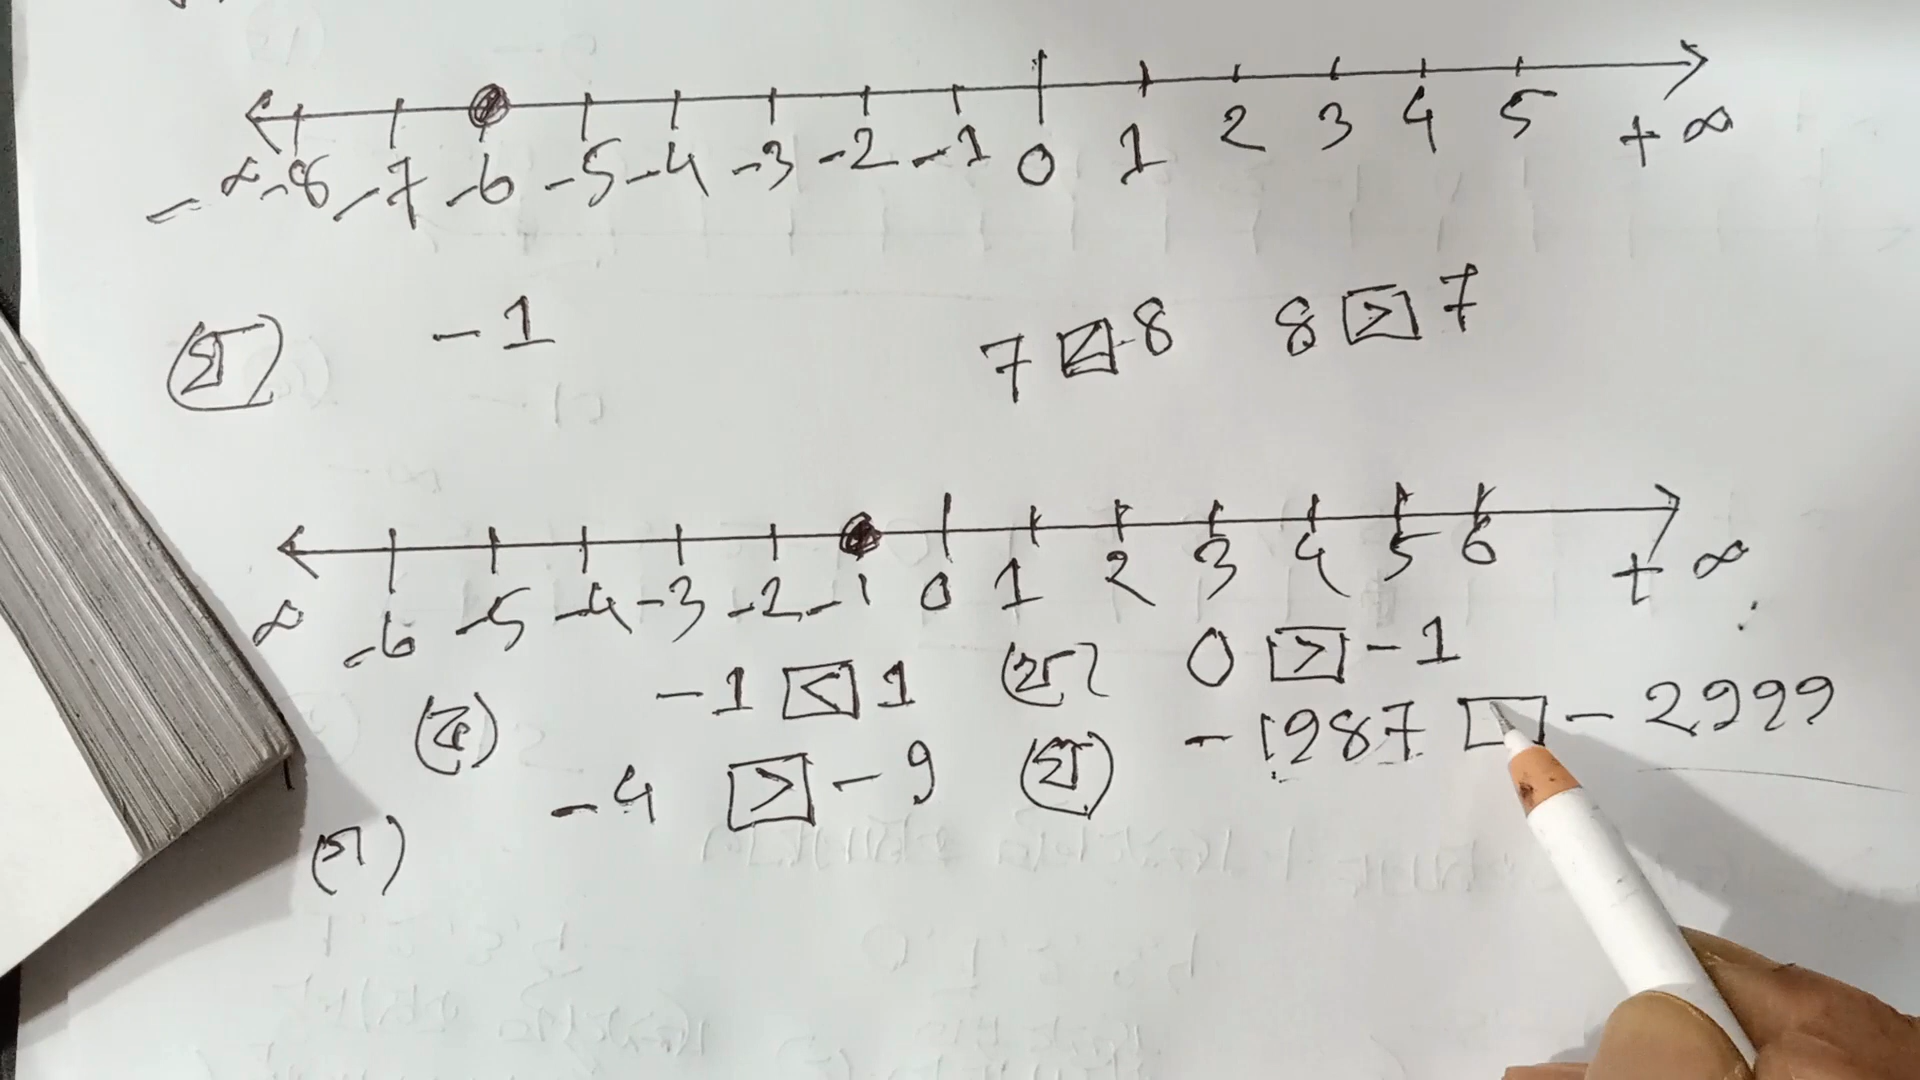 -∞ -8 -7 -6 -5 -4 -3 -2 -1 0 1 2 3 4 5 +∞
(ঘ) -1 7 < 8 8 > 7
∞ -6 -5 -4 -3 -2 -1 0 1 2 3 4 5 6 +∞
(ক) -1 < 1 (খ) 0 > -1
(গ) -4 > -9 (ঘ) -1987 □ -2999